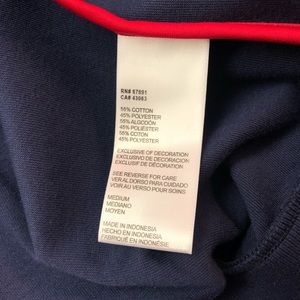 RN# 57691
CA# 43063
55% COTTON
45% POLYESTER
55% ALGODÓN
45% POLIÉSTER
55% COTON
45% POLYESTER
EXCLUSIVE OF DECORATION
EXCLUSIVO DE DECORACION
EXCLUSIF DE DÉCORATION
SEE REVERSE FOR CARE
VER AL DORSO PARA CUIDADO
VOIR AU VERSO POUR SOINS
MEDIUM
MEDIANO
MOYEN
MADE IN INDONESIA
HECHO EN INDONESIA
FABRIQUÉ EN INDONÉSIE